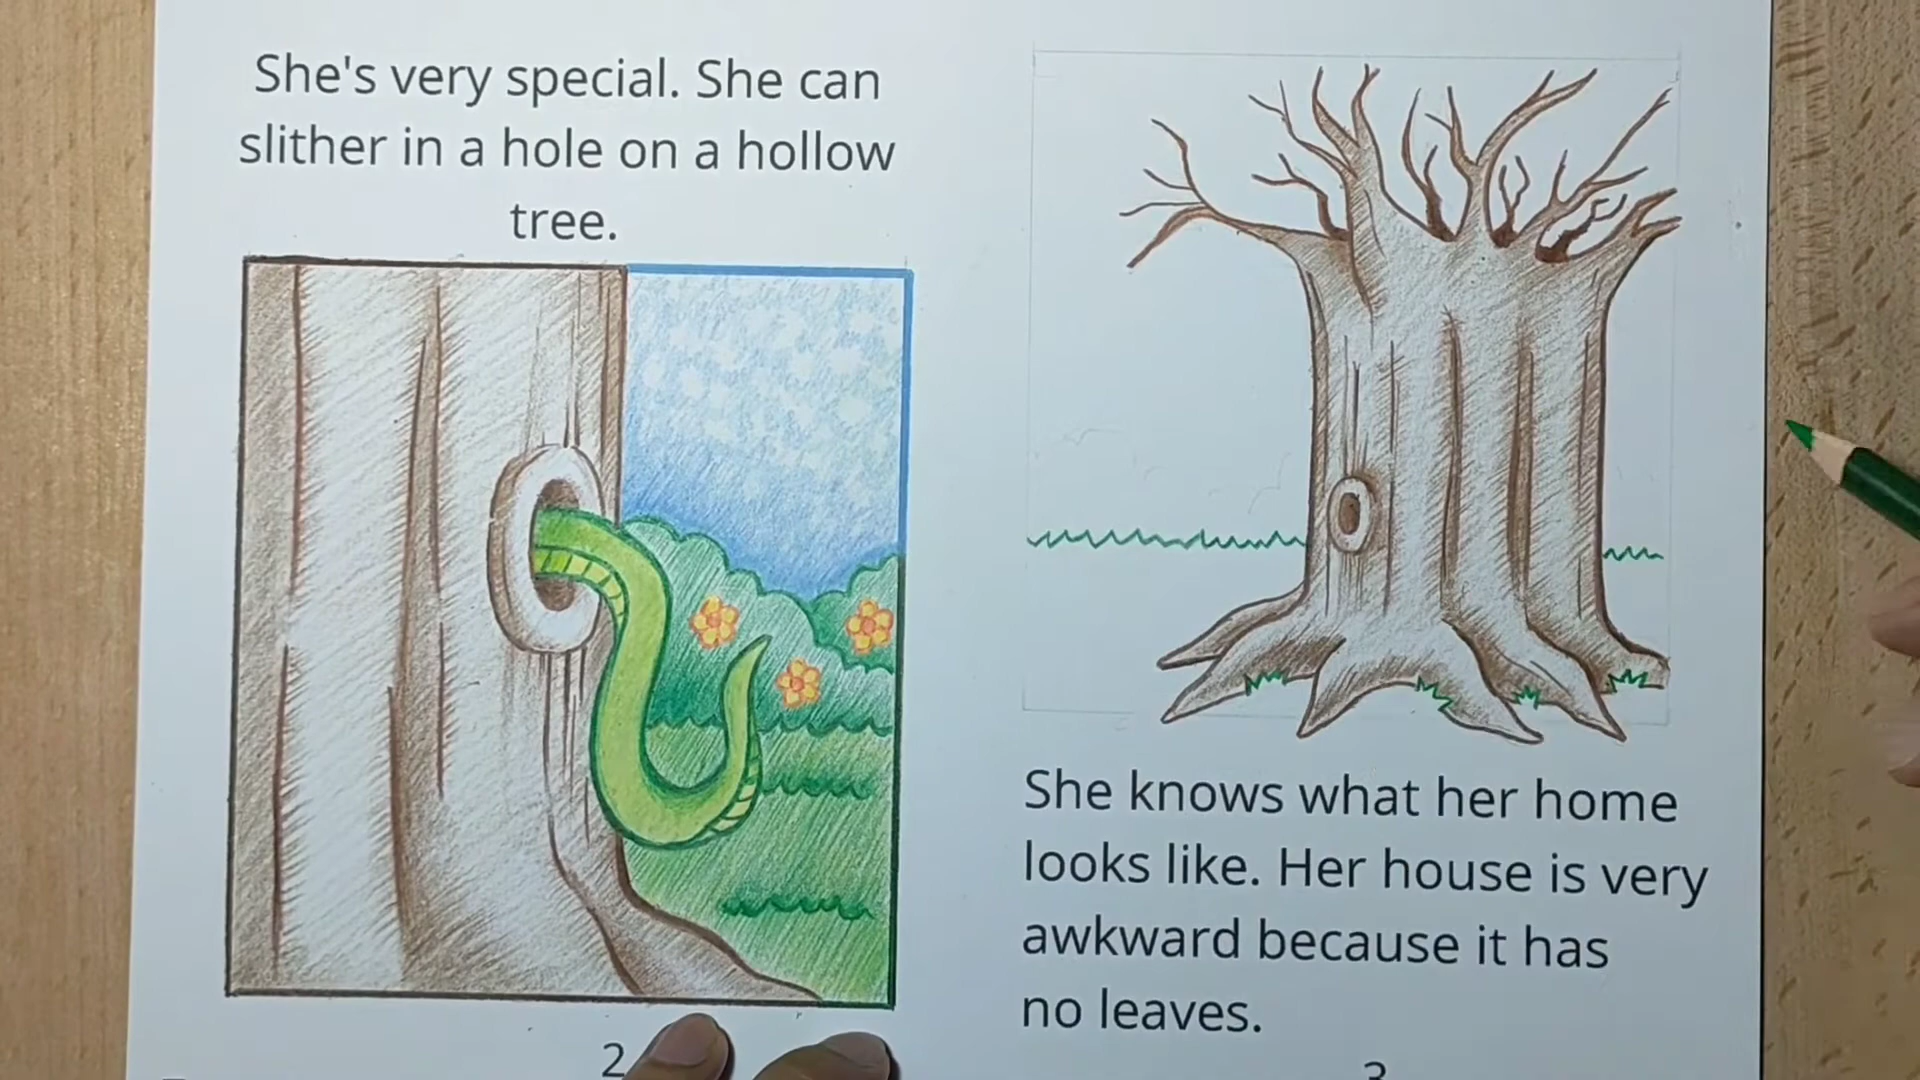 She's very special. She can
slither in a hole on a hollow
tree.
2
She knows what her home
looks like. Her house is very
awkward because it has
no leaves.
3